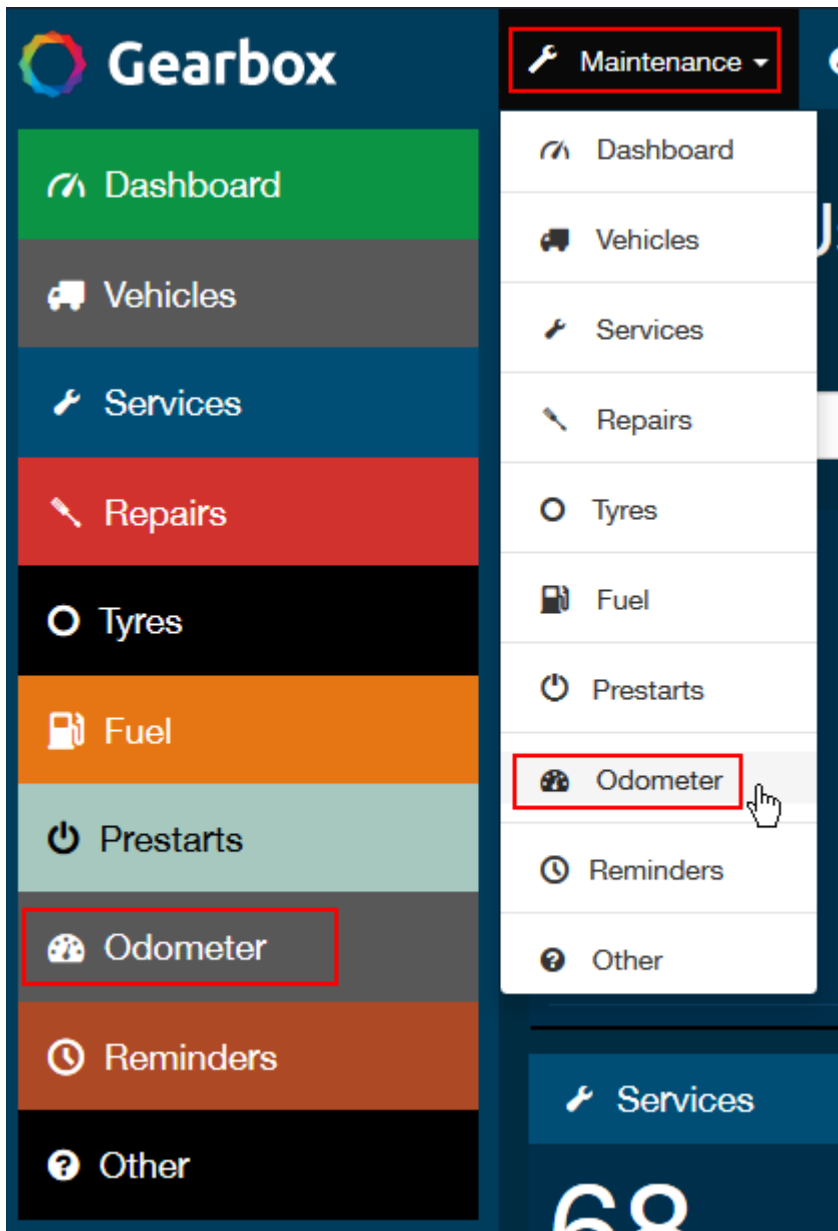 Gearbox
Dashboard
Vehicles
Services
Repairs
Tyres
Fuel
Prestarts
Odometer
Reminders
Other
Maintenance
Dashboard
Vehicles
Services
Repairs
Tyres
Fuel
Prestarts
Odometer
Reminders
Other
Services
68